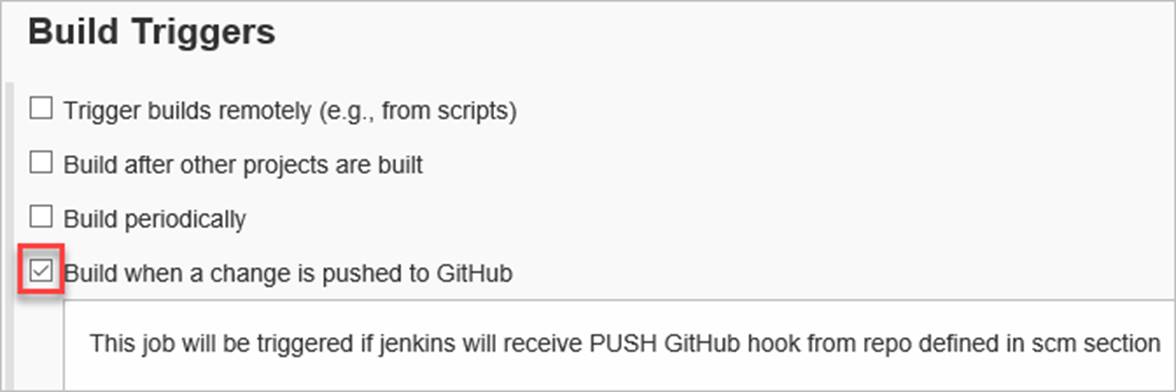 Build Triggers
Trigger builds remotely (e.g., from scripts)
Build after other projects are built
Build periodically
Build when a change is pushed to GitHub
This job will be triggered if jenkins will receive PUSH GitHub hook from repo defined in scm section